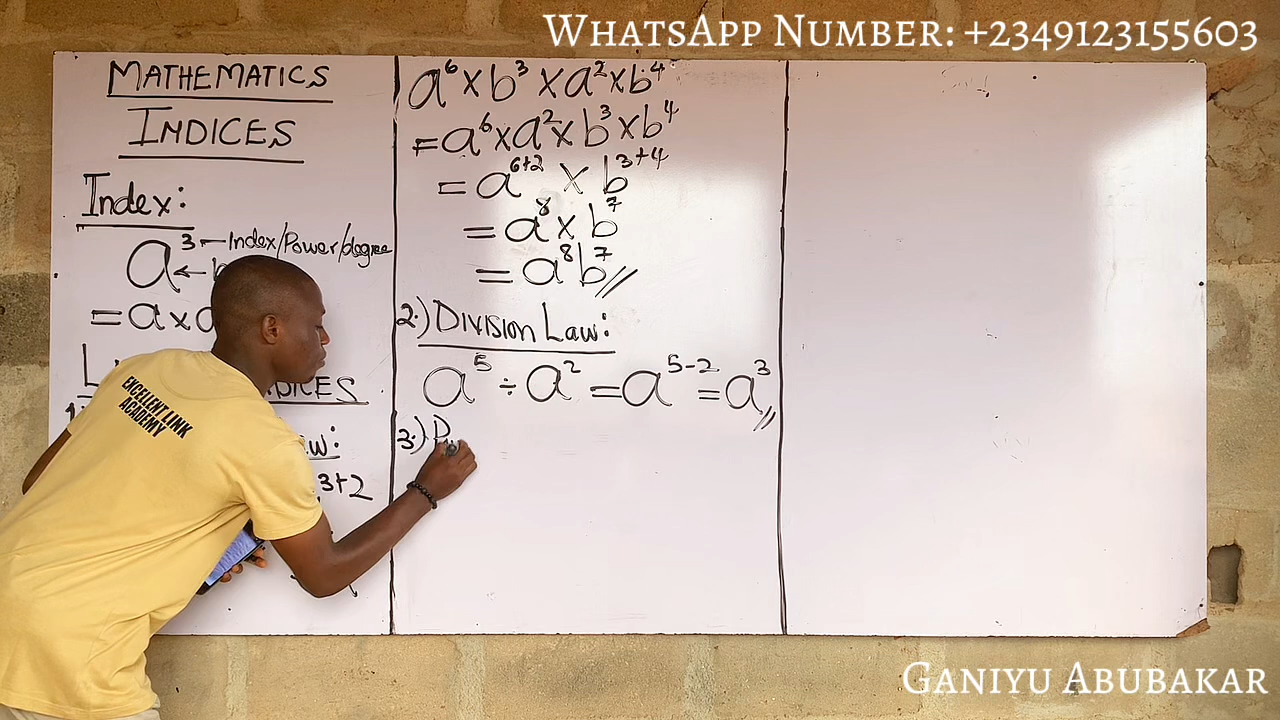 WhatsApp Number: +2349123155603
MATHEMATICS
INDICES
Index:
a³ ← Index/Power/degree
= a x
3+2
a⁶ x b³ x a² x b⁴
= a⁶ x a² x b³ x b⁴
= a⁶⁺² x b³⁺⁴
= a⁸ x b⁷
= a⁸b⁷//
2.) Division Law:
a⁵ ÷ a² = a⁵⁻² = a³//
3.)
EXCELLENT LINK
ACADEMY
Ganiyu Abubakar